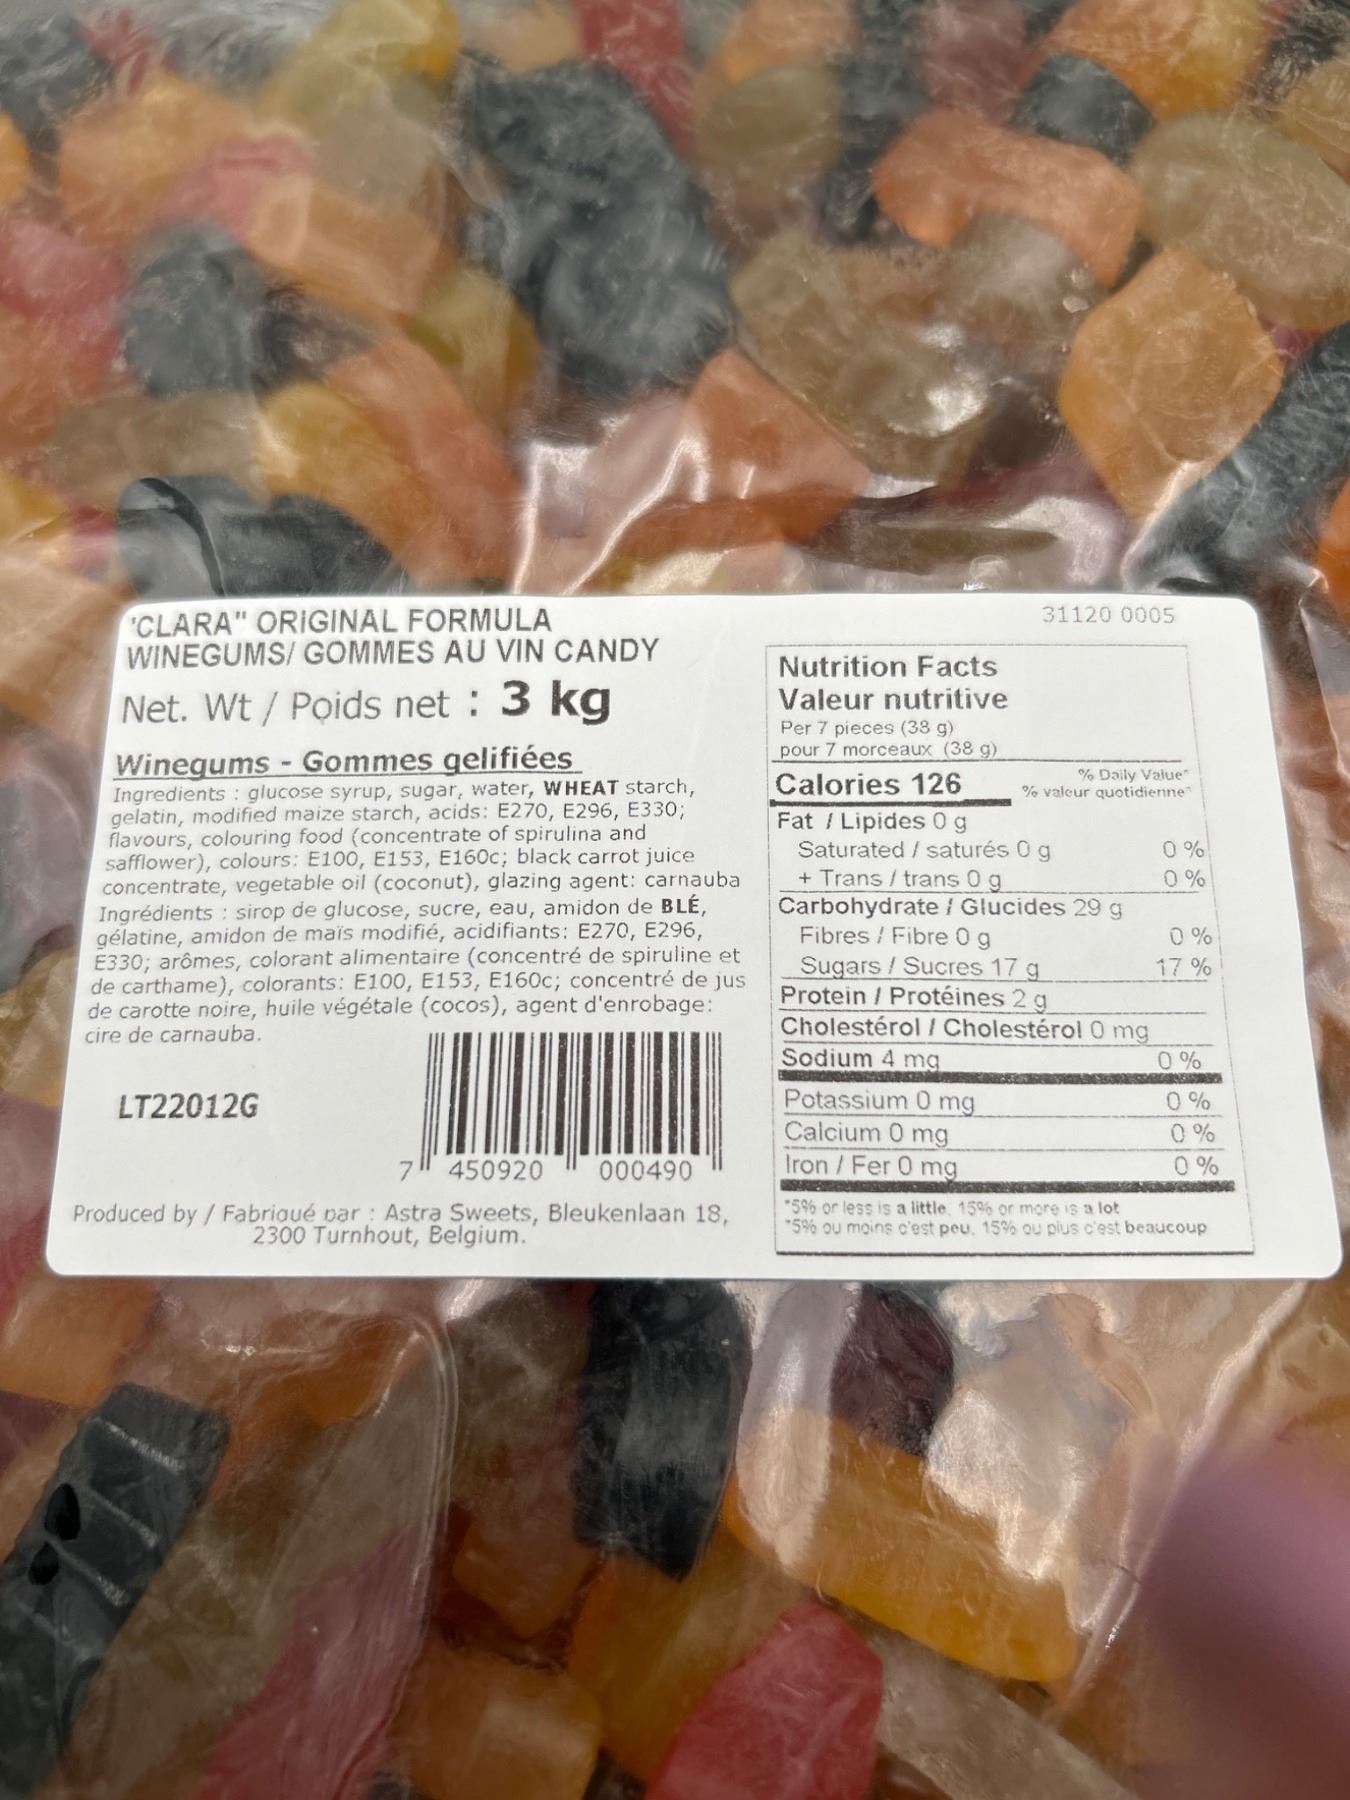 'CLARA" ORIGINAL FORMULA
WINEGUMS/ GOMMES AU VIN CANDY
Net. Wt / Poids net : 3 kg
Winegums - Gommes gelifiées
Ingredients : glucose syrup, sugar, water, WHEAT starch,
gelatin, modified maize starch, acids: E270, E296, E330;
flavours, colouring food (concentrate of spirulina and
safflower), colours: E100, E153, E160c; black carrot juice
concentrate, vegetable oil (coconut), glazing agent: carnauba
Ingrédients : sirop de glucose, sucre, eau, amidon de BLÉ,
gélatine, amidon de maïs modifié, acidifiants: E270, E296,
E330; arômes, colorant alimentaire (concentré de spiruline et
de carthame), colorants: E100, E153, E160c; concentré de jus
de carotte noire, huile végétale (cocos), agent d'enrobage:
cire de carnauba.
LT22012G
7 450920 000490
Produced by / Fabriqué par : Astra Sweets, Bleukenlaan 18,
2300 Turnhout, Belgium.
31120 0005
Nutrition Facts
Valeur nutritive
Per 7 pieces (38 g)
pour 7 morceaux (38 g)
Calories 126
% Daily Value*
% valeur quotidienne*
Fat / Lipides 0 g
Saturated / saturés 0 g 0 %
+ Trans / trans 0 g 0 %
Carbohydrate / Glucides 29 g
Fibres / Fibre 0 g 0 %
Sugars / Sucres 17 g 17 %
Protein / Protéines 2 g
Cholestérol / Cholestérol 0 mg
Sodium 4 mg 0 %
Potassium 0 mg 0 %
Calcium 0 mg 0 %
Iron / Fer 0 mg 0 %
*5% or less is a little, 15% or more is a lot
*5% ou moins c'est peu, 15% ou plus c'est beaucoup